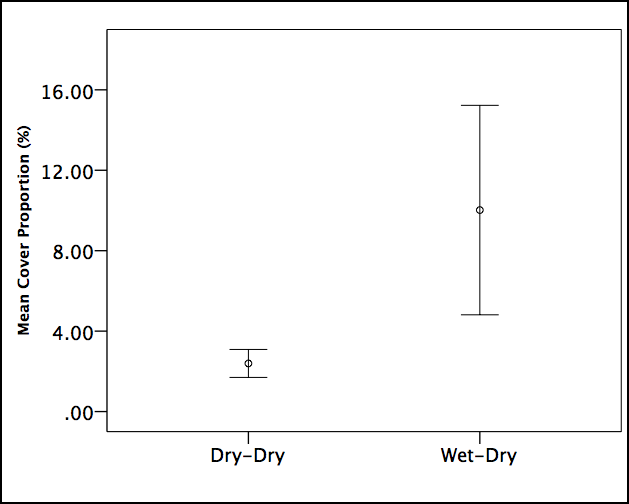 Mean Cover Proportion (%)
16.00
12.00
8.00
4.00
.00
Dry-Dry
Wet-Dry